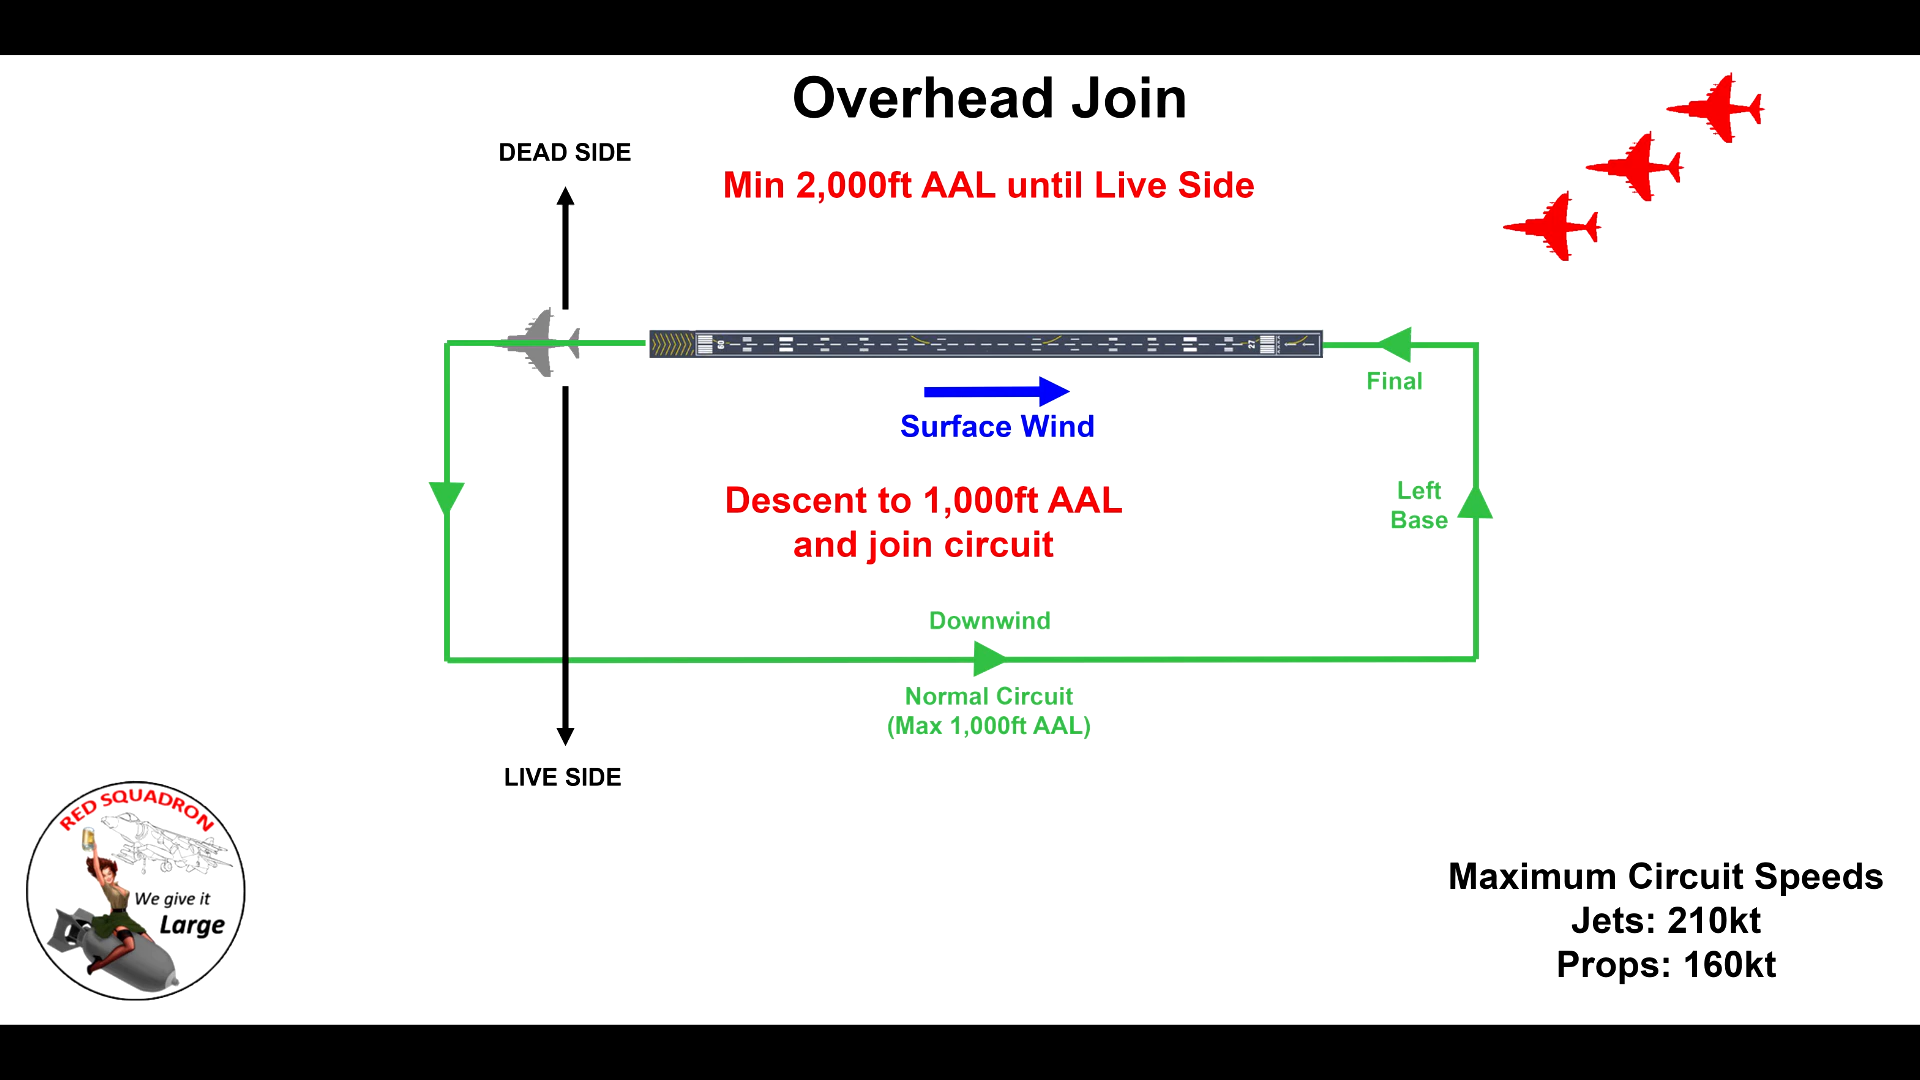 Overhead Join
DEAD SIDE
Min 2,000ft AAL until Live Side
09
27
Final
Surface Wind
Descent to 1,000ft AAL
and join circuit
Left
Base
Downwind
Normal Circuit
(Max 1,000ft AAL)
LIVE SIDE
RED SQUADRON
We give it
Large
Maximum Circuit Speeds
Jets: 210kt
Props: 160kt